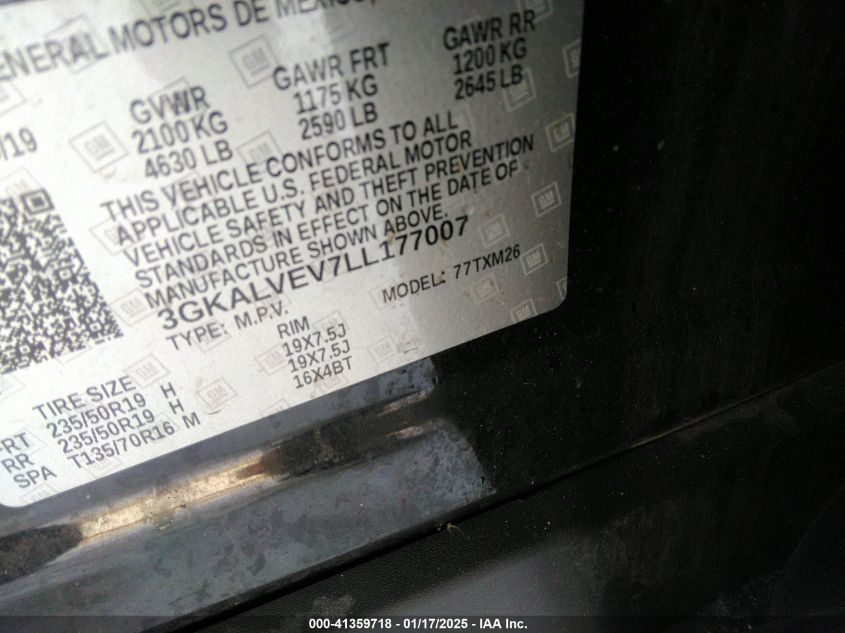 GENERAL MOTORS DE MEXICO,
/19
GVWR
2100 KG
4630 LB
GAWR FRT
1175 KG
2590 LB
GAWR RR
1200 KG
2645 LB
THIS VEHICLE CONFORMS TO ALL
APPLICABLE U.S. FEDERAL MOTOR
VEHICLE SAFETY AND THEFT PREVENTION
STANDARDS IN EFFECT ON THE DATE OF
MANUFACTURE SHOWN ABOVE.
3GKALVEV7LL177007
TYPE: M.P.V.
MODEL: 77TXM26
TIRE SIZE
RIM
FRT 235/50R19 H 19X7.5J
RR 235/50R19 H 19X7.5J
SPA T135/70R16 M 16X4BT
000-41359718 - 01/17/2025 - IAA Inc.